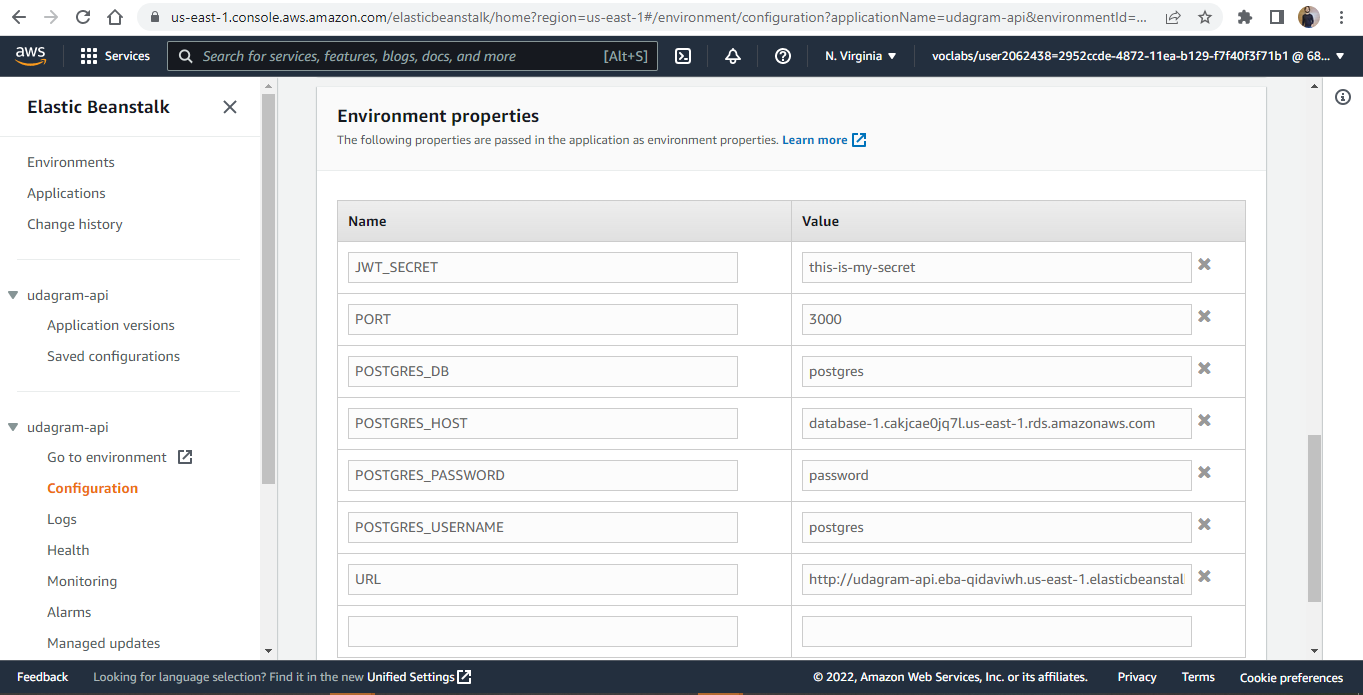 us-east-1.console.aws.amazon.com/elasticbeanstalk/home?region=us-east-1#/environment/configuration?applicationName=udagram-api&environmentId=...
aws
Services
Search for services, features, blogs, docs, and more
[Alt+S]
N. Virginia
voclabs/user2062438=2952ccde-4872-11ea-b129-f7f40f3f71b1 @ 68...
Elastic Beanstalk
Environments
Applications
Change history
udagram-api
Application versions
Saved configurations
udagram-api
Go to environment
Configuration
Logs
Health
Monitoring
Alarms
Managed updates
Environment properties
The following properties are passed in the application as environment properties. Learn more
Name Value
JWT_SECRET this-is-my-secret
PORT 3000
POSTGRES_DB postgres
POSTGRES_HOST database-1.cakjcae0jq7l.us-east-1.rds.amazonaws.com
POSTGRES_PASSWORD password
POSTGRES_USERNAME postgres
URL http://udagram-api.eba-qidaviwh.us-east-1.elasticbeanstal
Feedback Looking for language selection? Find it in the new Unified Settings © 2022, Amazon Web Services, Inc. or its affiliates. Privacy Terms Cookie preferences